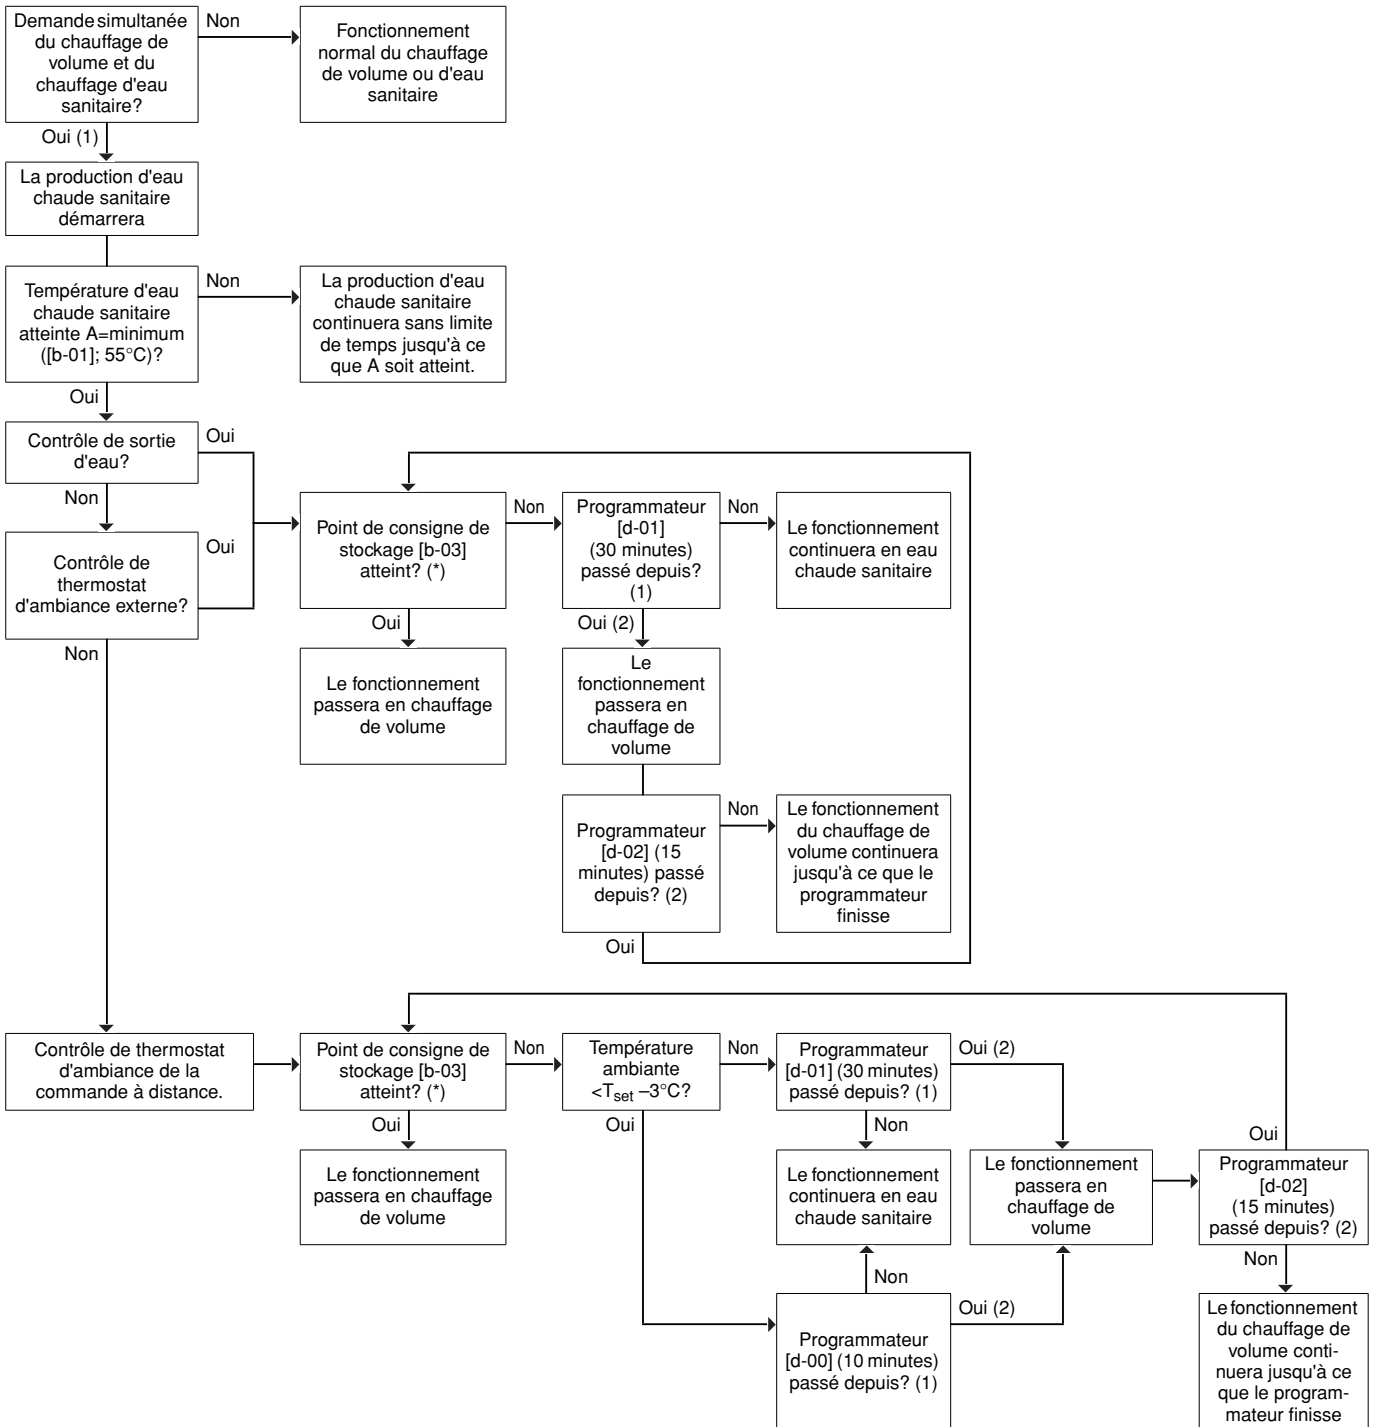 Demande simultanée
du chauffage de
volume et du
chauffage d'eau
sanitaire?
Non
Fonctionnement
normal du chauffage
de volume ou d'eau
sanitaire
Oui (1)
La production d'eau
chaude sanitaire
démarrera
Température d'eau
chaude sanitaire
atteinte A=minimum
([b-01]; 55°C)?
Non
La production d'eau
chaude sanitaire
continuera sans limite
de temps jusqu'à ce
que A soit atteint.
Oui
Contrôle de sortie
d'eau?
Oui
Non
Contrôle de
thermostat
d'ambiance externe?
Oui
Non
Point de consigne de
stockage [b-03]
atteint? (*)
Non
Programmateur
[d-01]
(30 minutes)
passé depuis?
(1)
Non
Le fonctionnement
continuera en eau
chaude sanitaire
Oui
Le fonctionnement
passera en chauffage
de volume
Oui (2)
Le
fonctionnement
passera en
chauffage de
volume
Programmateur
[d-02] (15
minutes) passé
depuis? (2)
Non
Le fonctionnement
du chauffage de
volume continuera
jusqu'à ce que le
programmateur
finisse
Oui
Contrôle de thermostat
d'ambiance de la
commande à distance.
Point de consigne de
stockage [b-03]
atteint? (*)
Non
Température
ambiante
<Tset –3°C?
Non
Programmateur
[d-01] (30 minutes)
passé depuis? (1)
Oui (2)
Oui
Le fonctionnement
passera en chauffage
de volume
Oui
Non
Le fonctionnement
continuera en eau
chaude sanitaire
Le fonctionnement
passera en
chauffage de
volume
Oui
Programmateur
[d-02]
(15 minutes)
passé depuis? (2)
Non
Programmateur
[d-00] (10 minutes)
passé depuis? (1)
Oui (2)
Non
Le fonctionnement
du chauffage de
volume conti-
nuera jusqu'à ce
que le program-
mateur finisse